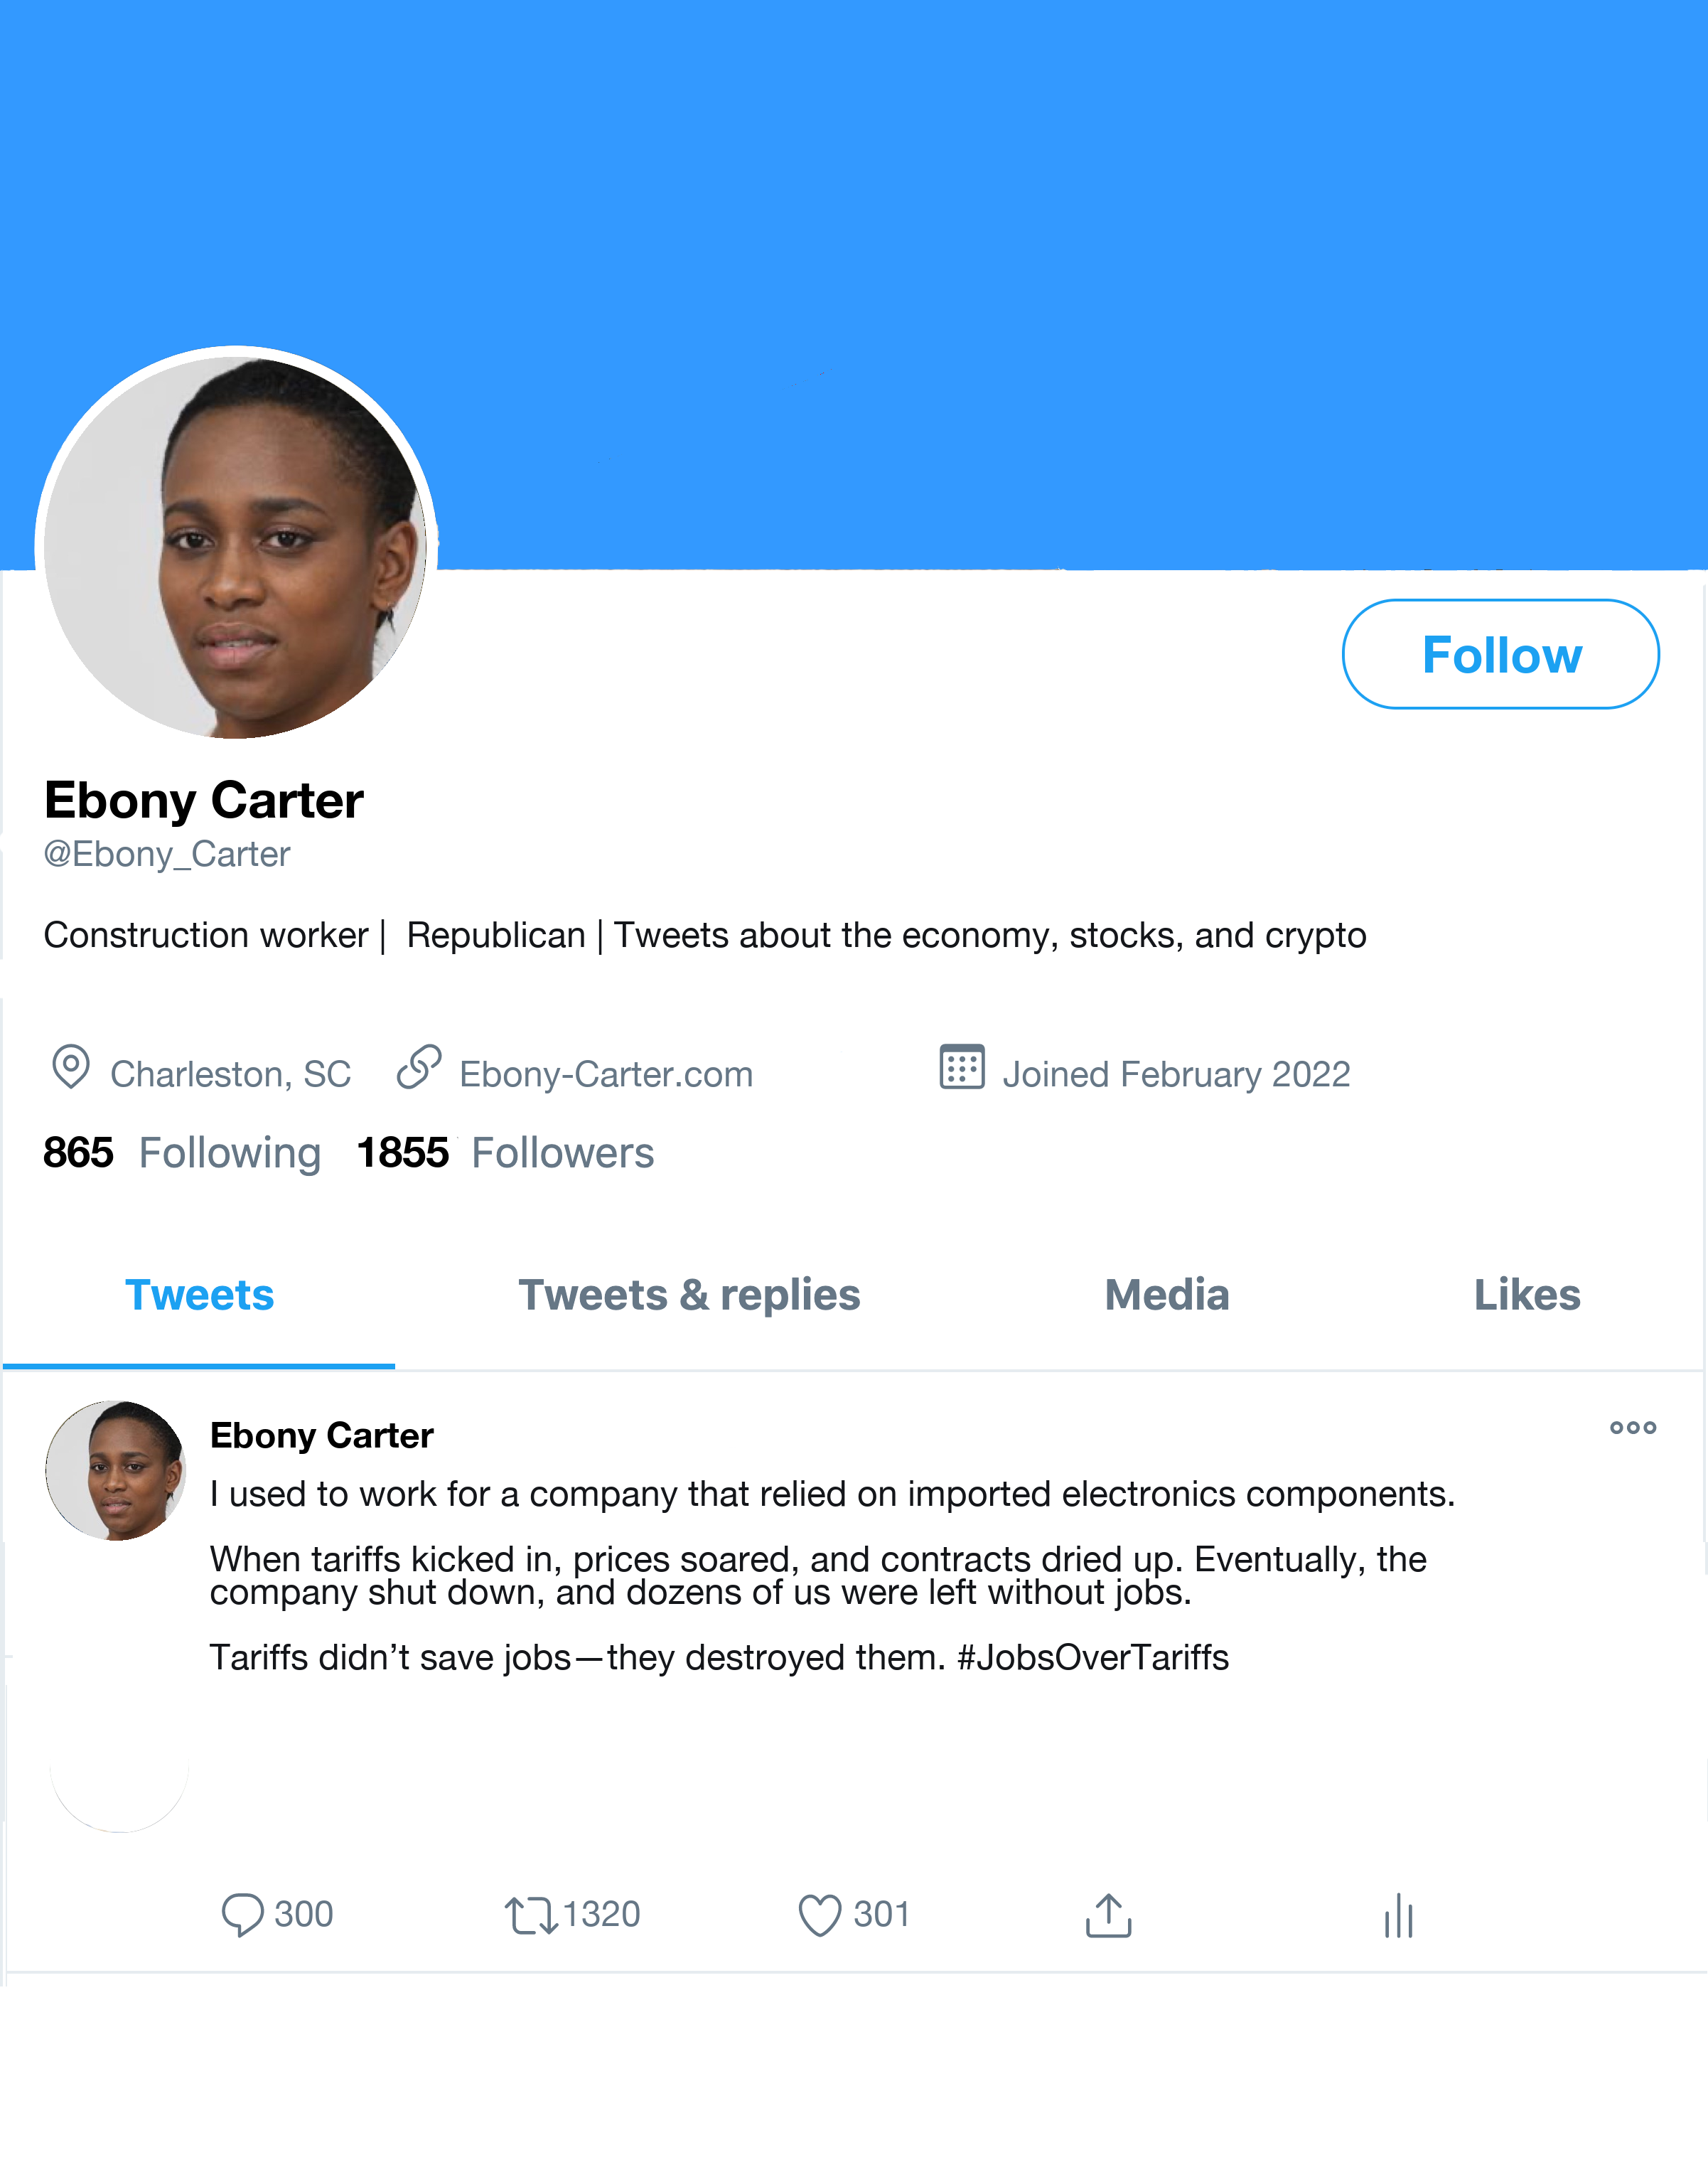 Follow
Ebony Carter
@Ebony_Carter
Construction worker | Republican | Tweets about the economy, stocks, and crypto
Charleston, SC Ebony-Carter.com Joined February 2022
865 Following 1855 Followers
Tweets Tweets & replies Media Likes
Ebony Carter
I used to work for a company that relied on imported electronics components.
When tariffs kicked in, prices soared, and contracts dried up. Eventually, the
company shut down, and dozens of us were left without jobs.
Tariffs didn’t save jobs—they destroyed them. #JobsOverTariffs
300 1320 301